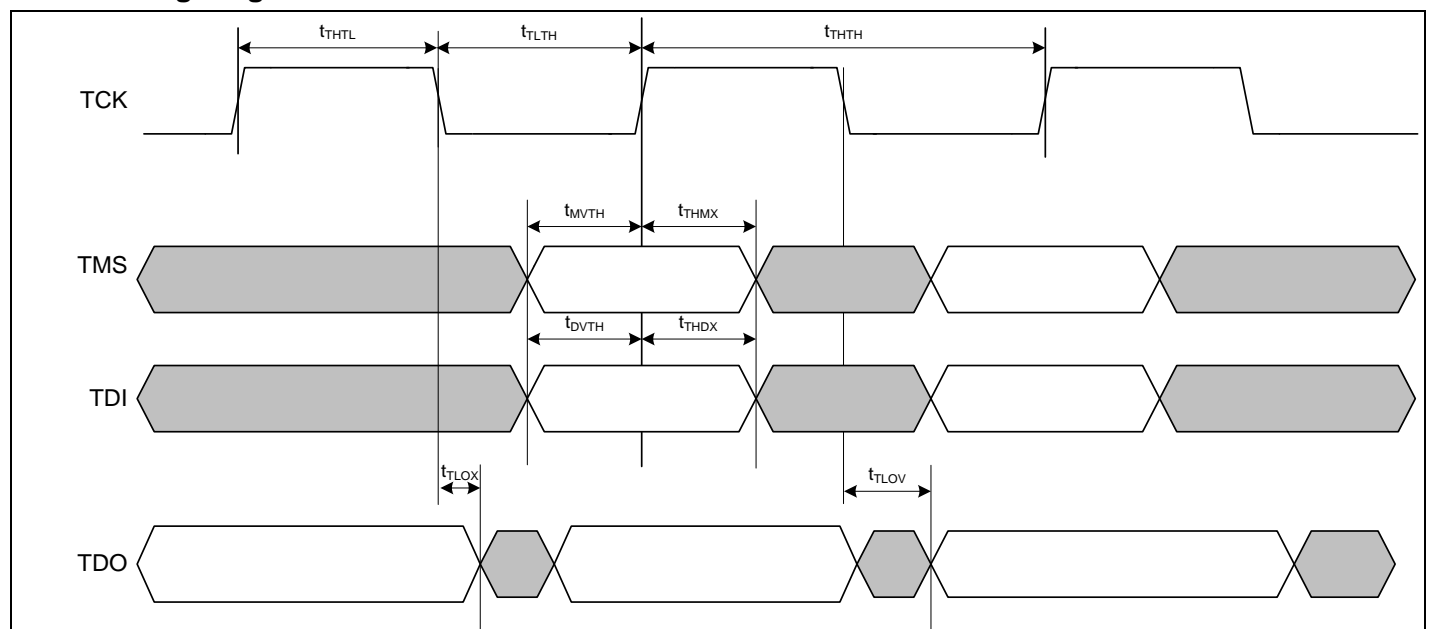 tTHTL tTLTH tTHTH
TCK
tMVTH tTHMX
TMS
tDVTH tTHDX
TDI
tTLOX tTLOV
TDO